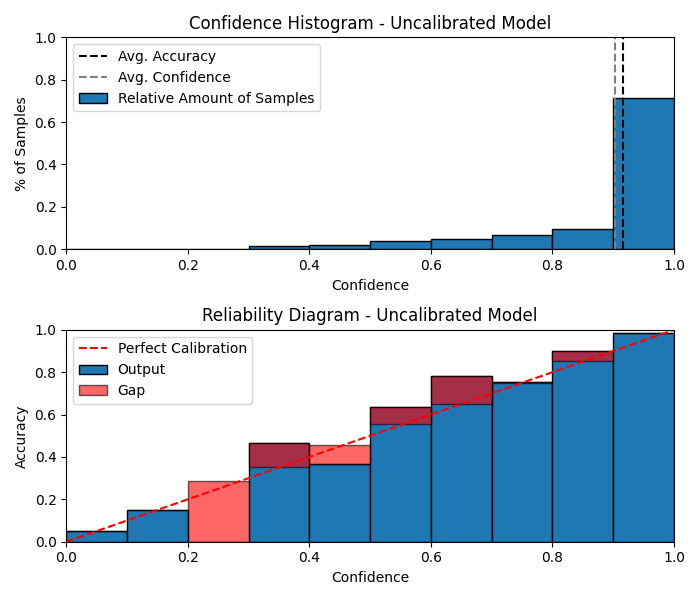 Confidence Histogram - Uncalibrated Model
1.0
0.8
0.6
0.4
0.2
0.0
% of Samples
Avg. Accuracy
Avg. Confidence
Relative Amount of Samples
0.0 0.2 0.4 0.6 0.8 1.0
Confidence
Reliability Diagram - Uncalibrated Model
1.0
0.8
0.6
0.4
0.2
0.0
Accuracy
Perfect Calibration
Output
Gap
0.0 0.2 0.4 0.6 0.8 1.0
Confidence